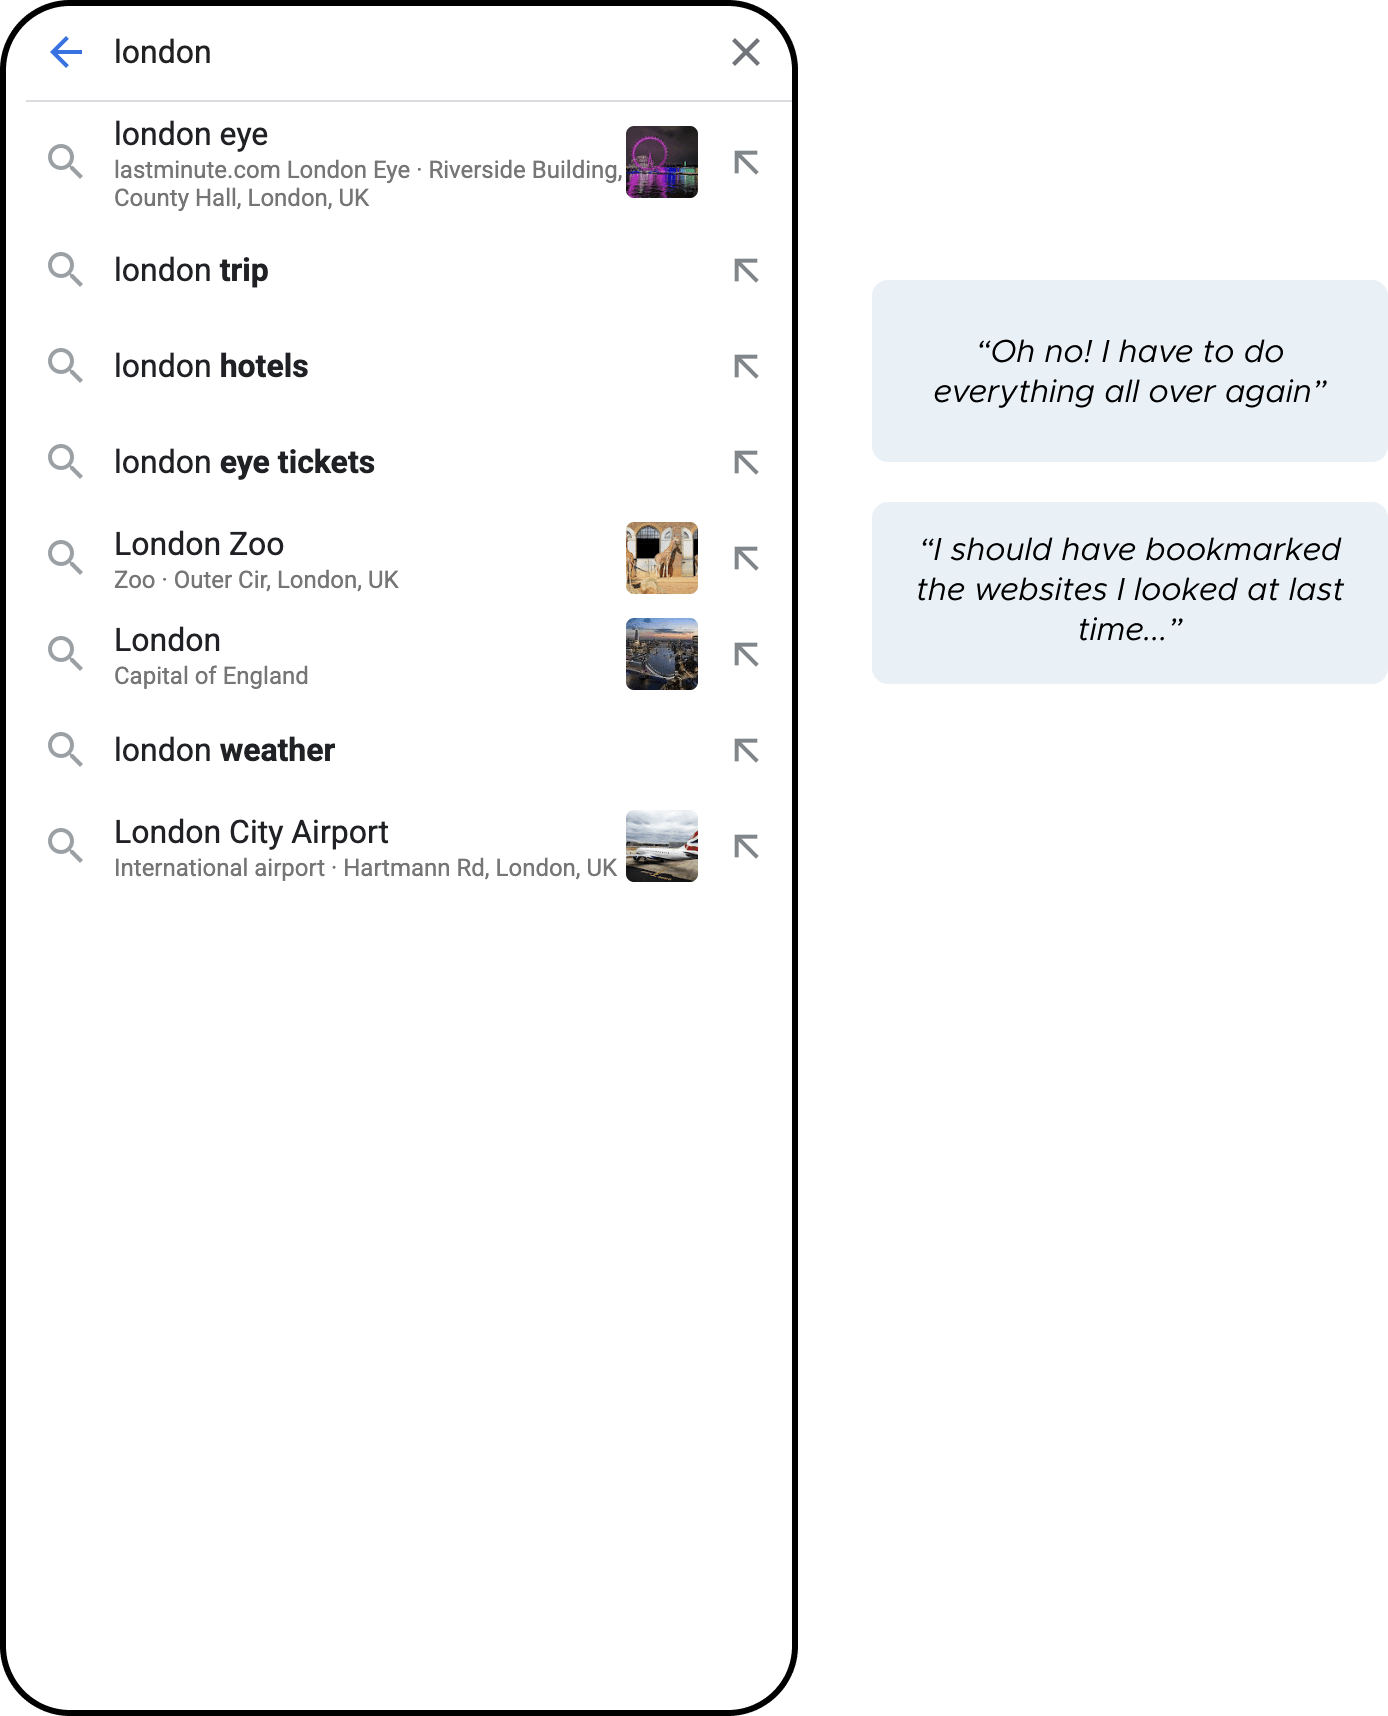 london
london eye
lastminute.com London Eye · Riverside Building,
County Hall, London, UK
london trip
london hotels
london eye tickets
London Zoo
Zoo · Outer Cir, London, UK
London
Capital of England
london weather
London City Airport
International airport · Hartmann Rd, London, UK
“Oh no! I have to do
everything all over again”
“I should have bookmarked
the websites I looked at last
time...”